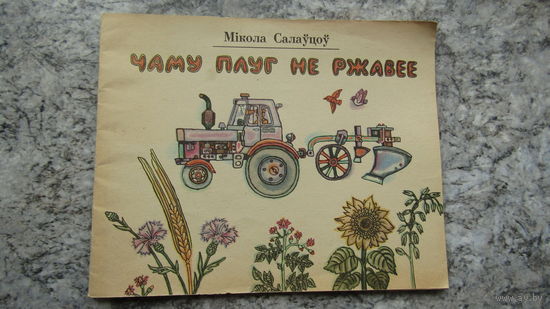 Мікола Салаўцоў
ЧАМУ ПЛУГ НЕ РЖАВЕЕ
www.ay.by